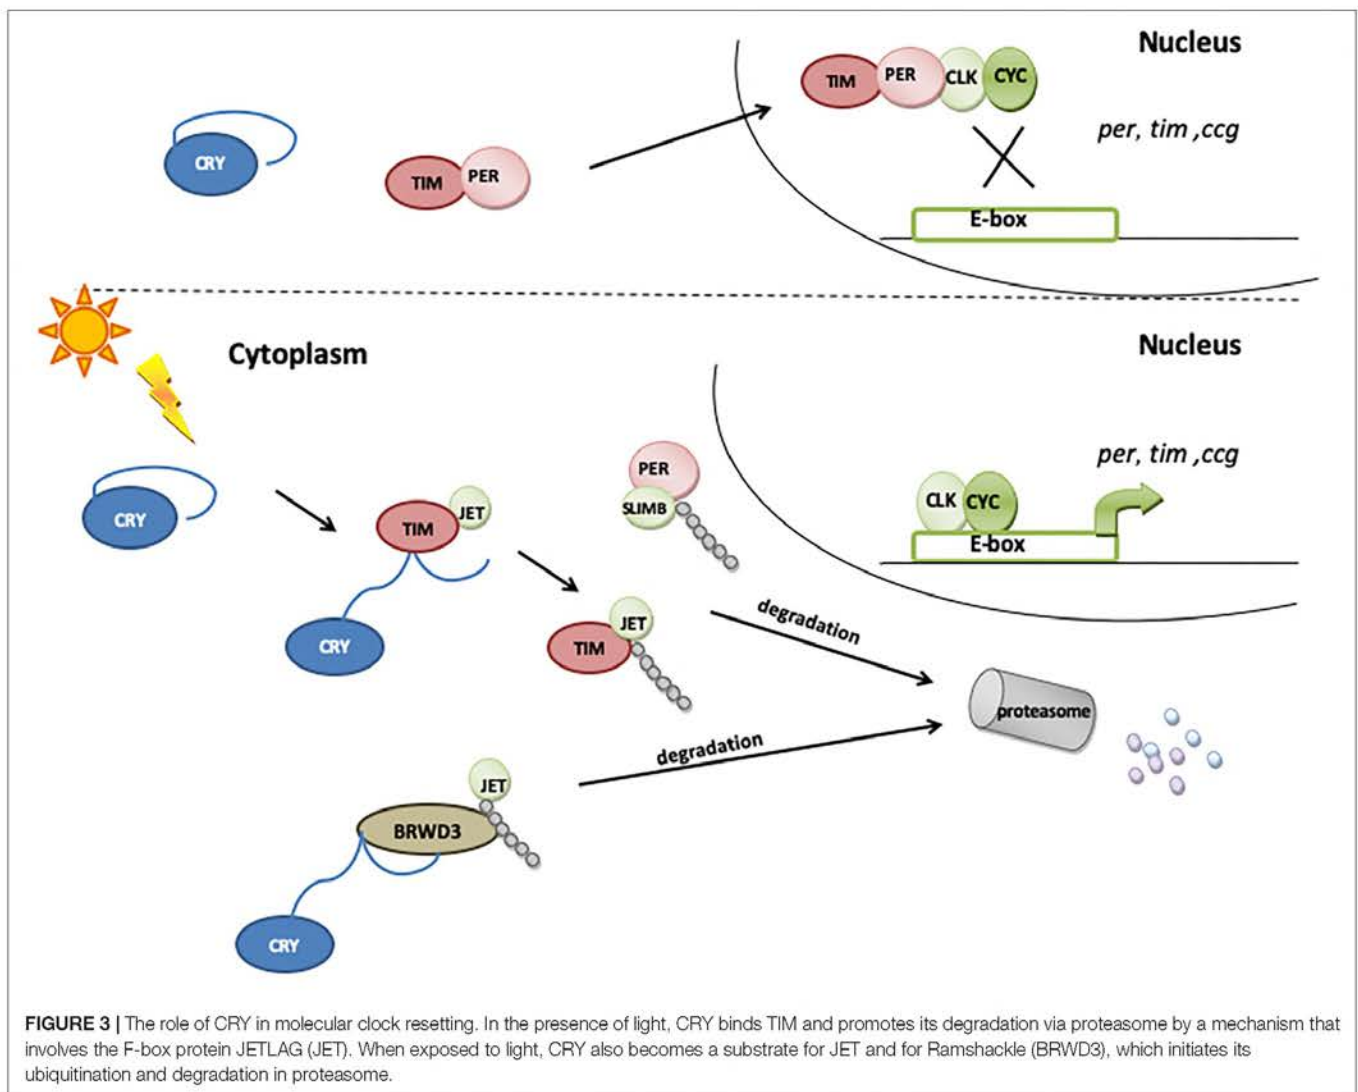 Nucleus
TIM PER CLK CYC
per, tim ,ccg
CRY
TIM PER
E-box
Cytoplasm
Nucleus
per, tim ,ccg
PER
SLIMB
CLK CYC
E-box
CRY
TIM JET
CRY
degradation
JET
TIM
proteasome
degradation
JET
BRWD3
CRY
FIGURE 3 | The role of CRY in molecular clock resetting. In the presence of light, CRY binds TIM and promotes its degradation via proteasome by a mechanism that
involves the F-box protein JETLAG (JET). When exposed to light, CRY also becomes a substrate for JET and for Ramshackle (BRWD3), which initiates its
ubiquitination and degradation in proteasome.